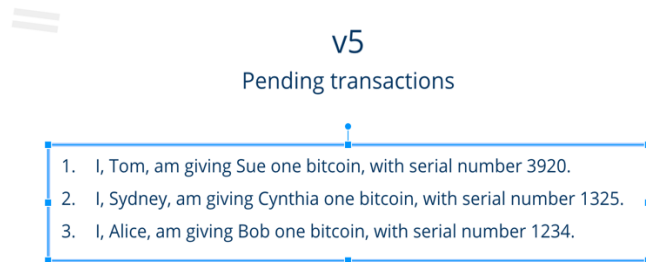 v5
Pending transactions
1. I, Tom, am giving Sue one bitcoin, with serial number 3920.
2. I, Sydney, am giving Cynthia one bitcoin, with serial number 1325.
3. I, Alice, am giving Bob one bitcoin, with serial number 1234.